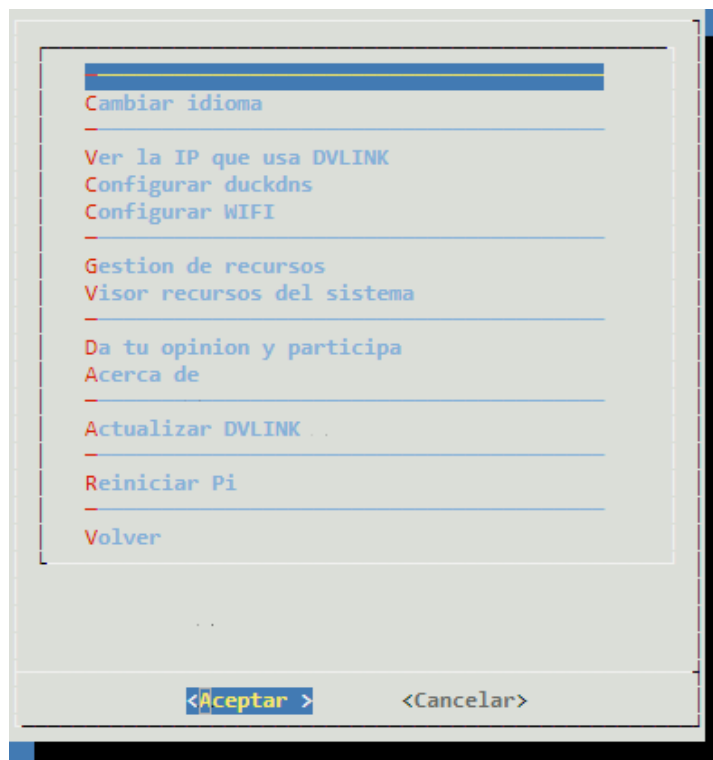 Cambiar idioma
Ver la IP que usa DVLINK
Configurar duckdns
Configurar WIFI
Gestion de recursos
Visor recursos del sistema
Da tu opinion y participa
Acerca de
Actualizar DVLINK
Reiniciar Pi
Volver
<Aceptar > <Cancelar>